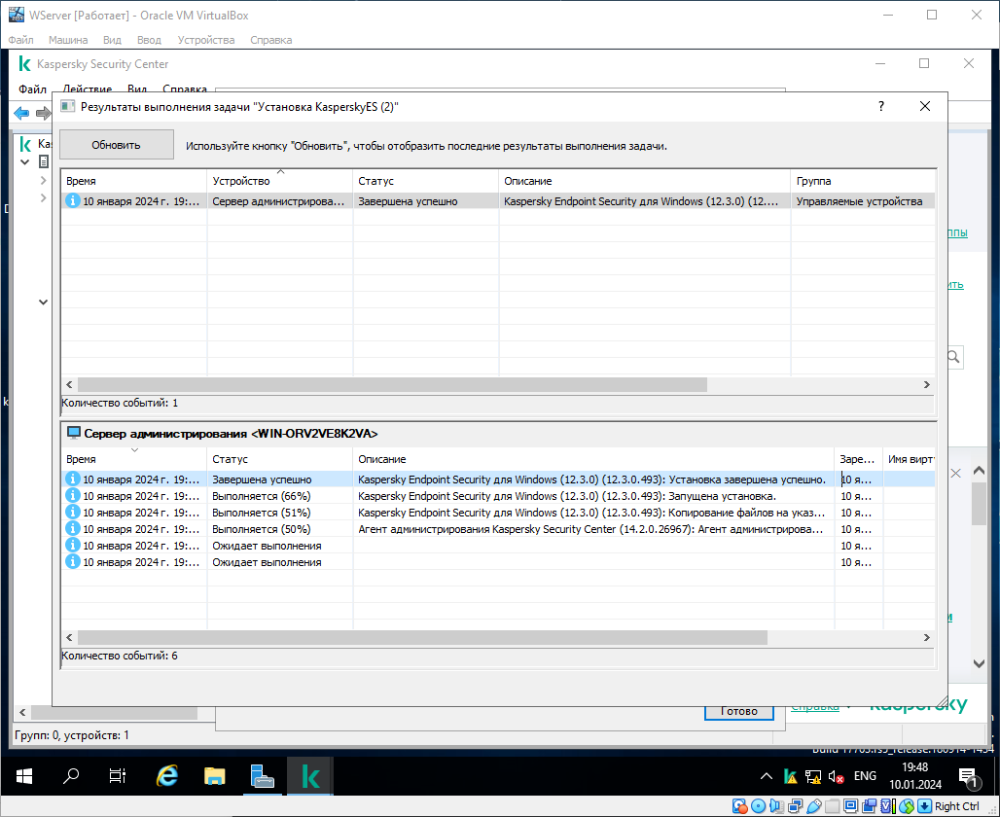 WServer [Работает] - Oracle VM VirtualBox
Файл Машина Вид Ввод Устройства Справка
Kaspersky Security Center
Файл Действие Вид Справка
Результаты выполнения задачи "Установка KasperskyES (2)"
Обновить Используйте кнопку "Обновить", чтобы отобразить последние результаты выполнения задачи.
Время Устройство Статус Описание Группа
10 января 2024 г. 19:... Сервер администрирова... Завершена успешно Kaspersky Endpoint Security для Windows (12.3.0) (12.... Управляемые устройства
Количество событий: 1
Сервер администрирования <WIN-ORV2VE8K2VA>
Время Статус Описание Заре... Имя вирт
10 января 2024 г. 19:... Завершена успешно Kaspersky Endpoint Security для Windows (12.3.0) (12.3.0.493): Установка завершена успешно. 10 я...
10 января 2024 г. 19:... Выполняется (66%) Kaspersky Endpoint Security для Windows (12.3.0) (12.3.0.493): Запущена установка. 10 я...
10 января 2024 г. 19:... Выполняется (51%) Kaspersky Endpoint Security для Windows (12.3.0) (12.3.0.493): Копирование файлов на указ... 10 я...
10 января 2024 г. 19:... Выполняется (50%) Агент администрирования Kaspersky Security Center (14.2.0.26967): Агент администрирова... 10 я...
10 января 2024 г. 19:... Ожидает выполнения 10 я...
10 января 2024 г. 19:... Ожидает выполнения 10 я...
Количество событий: 6
Готово Справка kaspersky
Групп: 0, устройств: 1
Build 17763.rs5_release.180914-1434
ENG 19:48
10.01.2024
1
Right Ctrl